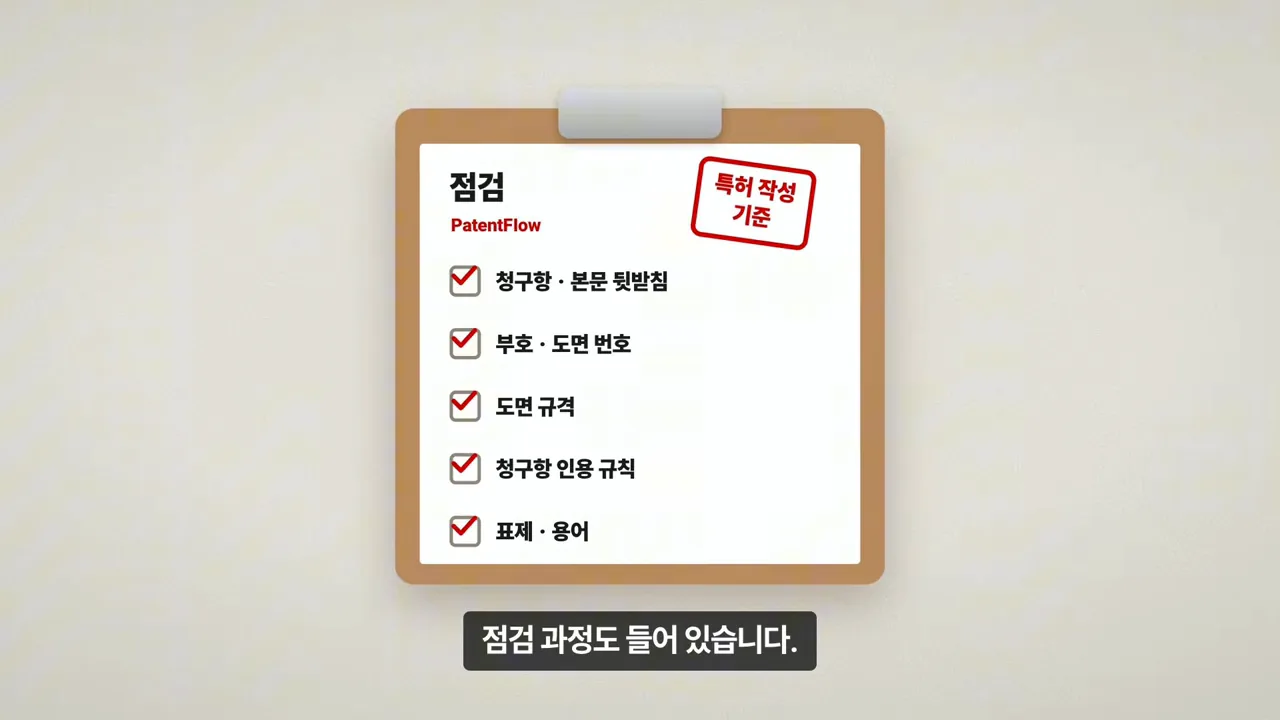 점검
PatentFlow
특허 작성
기준
청구항 · 본문 뒷받침
부호 · 도면 번호
도면 규격
청구항 인용 규칙
표제 · 용어
점검 과정도 들어 있습니다.